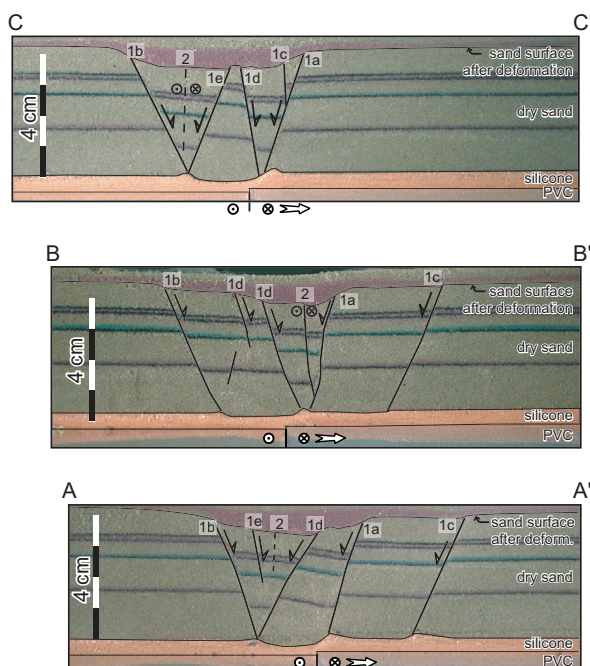 C C'
1b 2 1c
1e 1d 1a
sand surface
after deformation
4 cm
dry sand
silicone
PVC
B B'
1b 1d 1d 2 1a 1c
sand surface
after deformation
4 cm
dry sand
silicone
PVC
A A'
1b 1e 2 1d 1a 1c
sand surface
after deform.
4 cm
dry sand
silicone
PVC